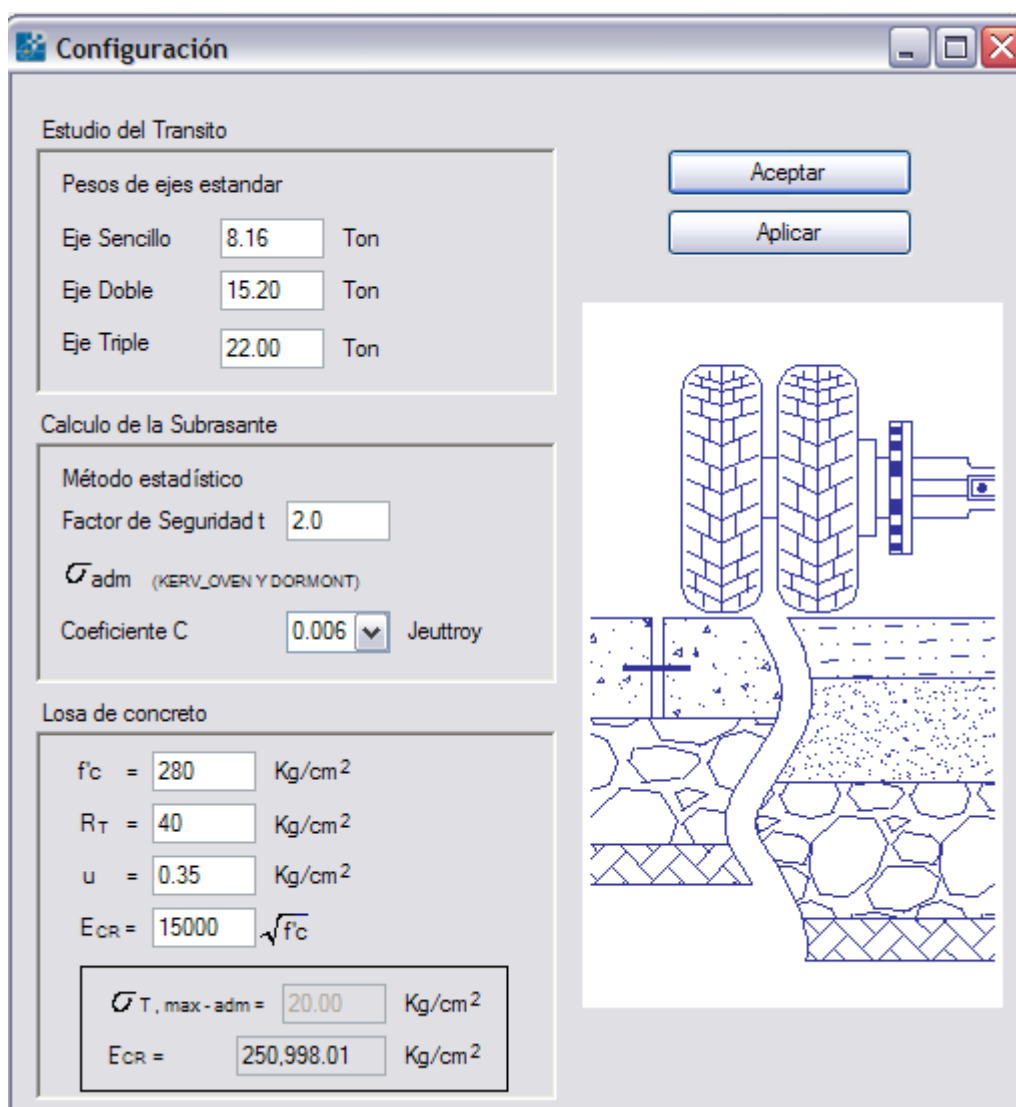 Configuración
Estudio del Transito
Pesos de ejes estandar
Eje Sencillo 8.16 Ton
Eje Doble 15.20 Ton
Eje Triple 22.00 Ton
Aceptar
Aplicar
Calculo de la Subrasante
Método estadístico
Factor de Seguridad t 2.0
σ adm (KERV_OVEN Y DORMONT)
Coeficiente C 0.006 Jeuttroy
Losa de concreto
f'c = 280 Kg/cm2
RT = 40 Kg/cm2
u = 0.35 Kg/cm2
ECR = 15000 √f'c
σ T, max - adm = 20.00 Kg/cm2
ECR = 250,998.01 Kg/cm2